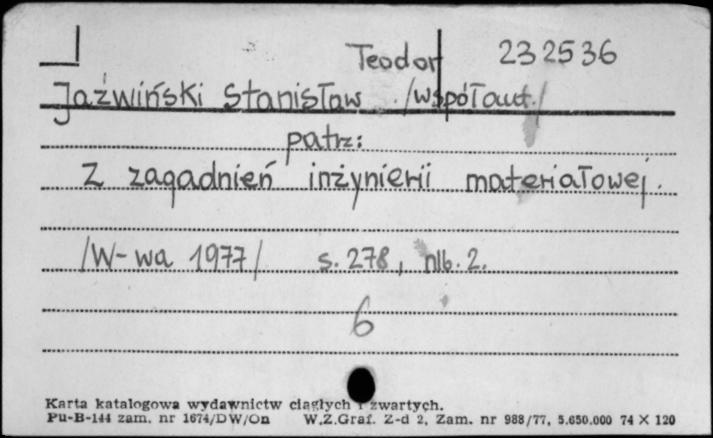 Teodor 232536
Jaźwiński Stanisław /współaut./
patrz:
Z zagadnień inżynierii materiałowej.
/W-wa 1977/ s. 278, nlb. 2.
6
Karta katalogowa wydawnictw ciągłych i zwartych.
Pu-B-144 zam. nr 1674/DW/On W.Z.Graf. Z-d 2, Zam. nr 988/77, 5.650.000 74 X 120